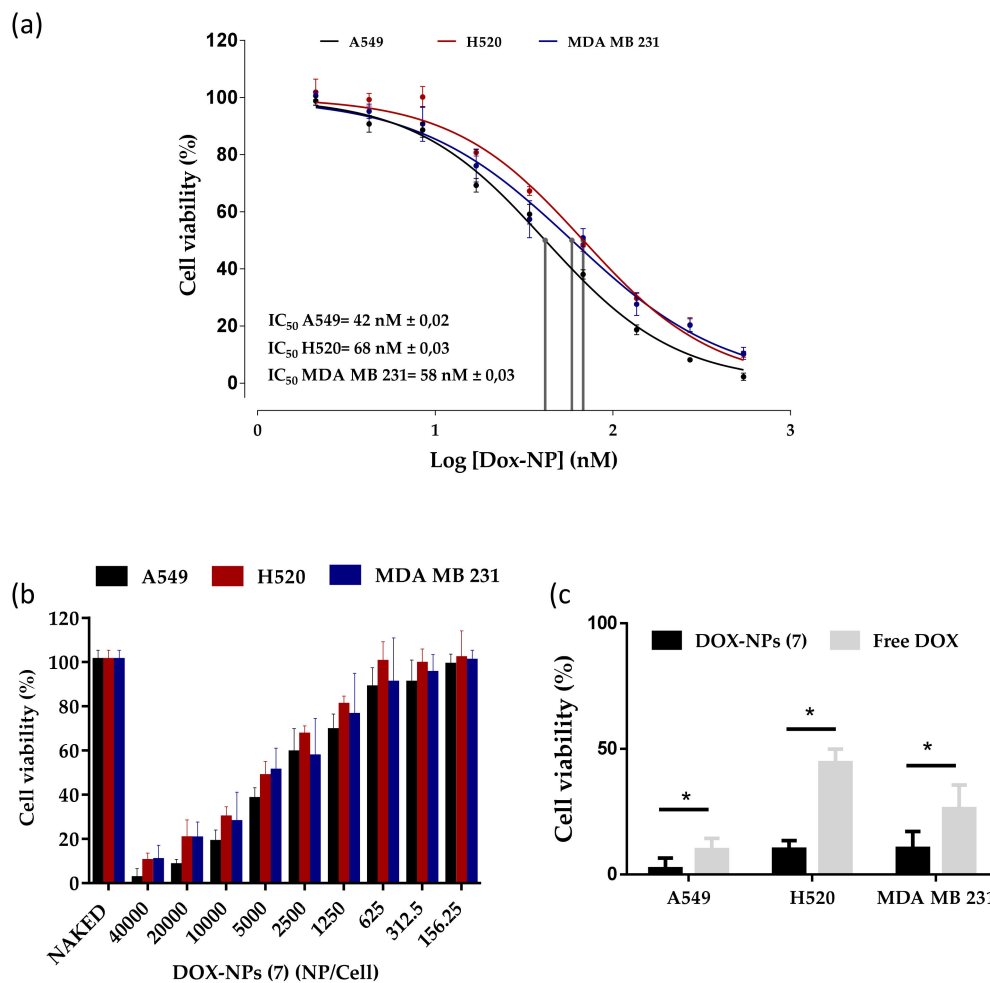 (a)
A549 H520 MDA MB 231
120
100
80
60
40
20
0
Cell viability (%)
IC50 A549= 42 nM ± 0,02
IC50 H520= 68 nM ± 0,03
IC50 MDA MB 231= 58 nM ± 0,03
0 1 2 3
Log [Dox-NP] (nM)
(b
A549 H520 MDA MB 231
120
100
80
60
40
20
0
Cell viability (%)
NAKED 40000 20000 10000 5000 2500 1250 625 312.5 156.25
DOX-NPs (7) (NP/Cell)
(c
DOX-NPs (7) Free DOX
100
50
0
Cell viability (%)
* * *
A549 H520 MDA MB 231